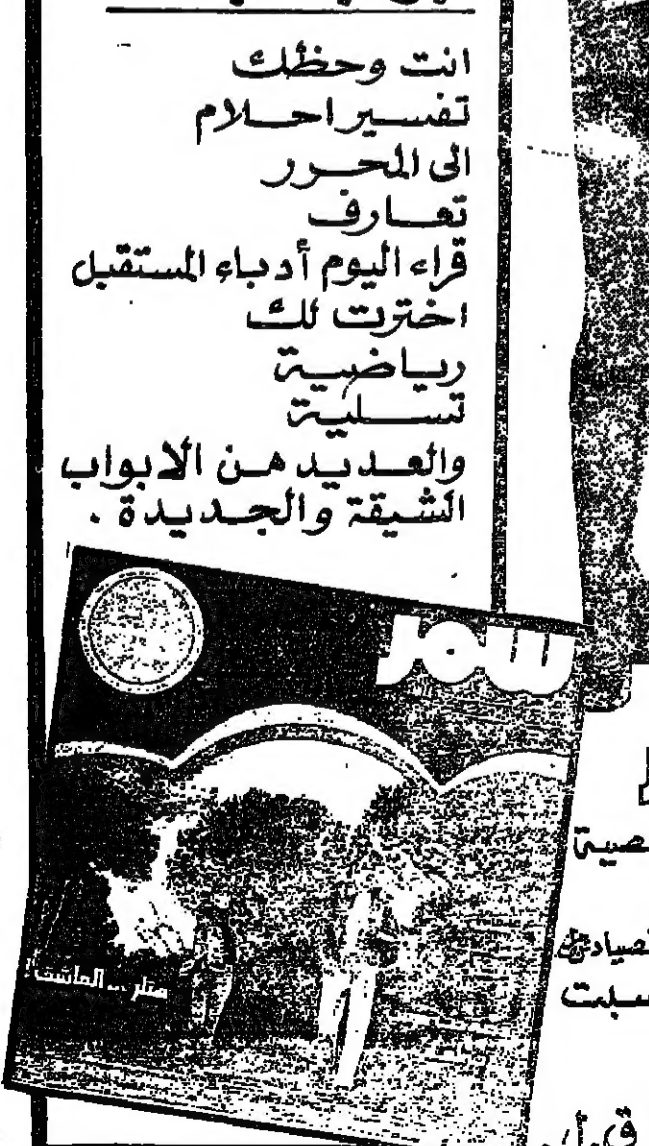 انت وحظك
تفسير احلام
الى المحرر
تعارف
قراء اليوم أدباء المستقبل
اخترت لك
رياضية
تسلية
والعديد من الابواب
الشيقة والجديدة .
سمر